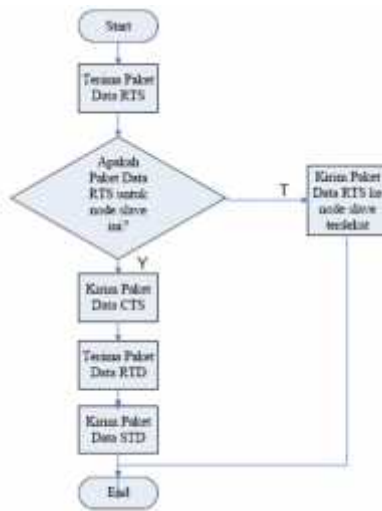 Start
Terima Paket
Data RTS
Apakah
Paket Data
RTS untuk
node slave
ini?
T
Kirim Paket
Data RTS ke
node slave
terdekat
Y
Kirim Paket
Data CTS
Terima Paket
Data RTD
Kirim Paket
Data STD
End